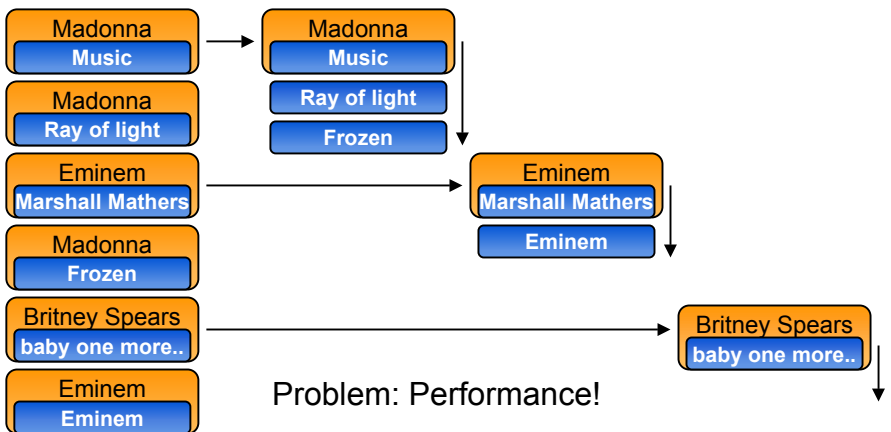 Madonna
Music
Madonna
Ray of light
Eminem
Marshall Mathers
Madonna
Frozen
Britney Spears
baby one more..
Eminem
Eminem
Madonna
Music
Ray of light
Frozen
Eminem
Marshall Mathers
Eminem
Britney Spears
baby one more..
Problem: Performance!